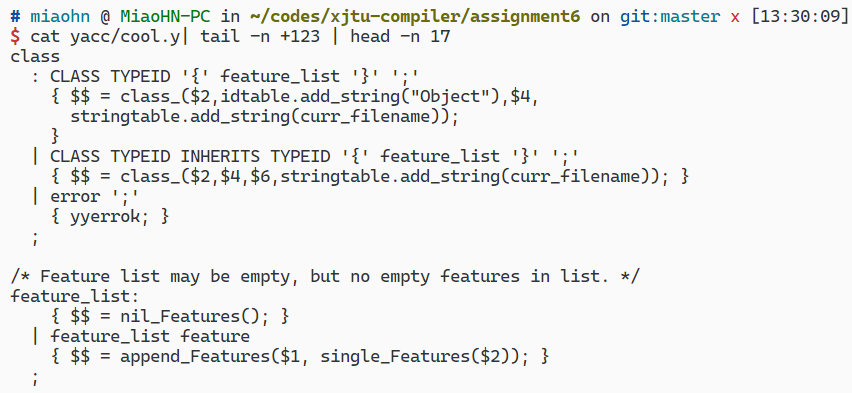 # miaohn @ MiaoHN-PC in ~/codes/xjtu-compiler/assignment6 on git:master x [13:30:09]
$ cat yacc/cool.y| tail -n +123 | head -n 17
class
  : CLASS TYPEID '{' feature_list '}' ';'
    { $$ = class_($2,idtable.add_string("Object"),$4,
      stringtable.add_string(curr_filename));
    }
  | CLASS TYPEID INHERITS TYPEID '{' feature_list '}' ';'
    { $$ = class_($2,$4,$6,stringtable.add_string(curr_filename)); }
  | error ';'
    { yyerrok; }
  ;

/* Feature list may be empty, but no empty features in list. */
feature_list:
    { $$ = nil_Features(); }
  | feature_list feature
    { $$ = append_Features($1, single_Features($2)); }
  ;